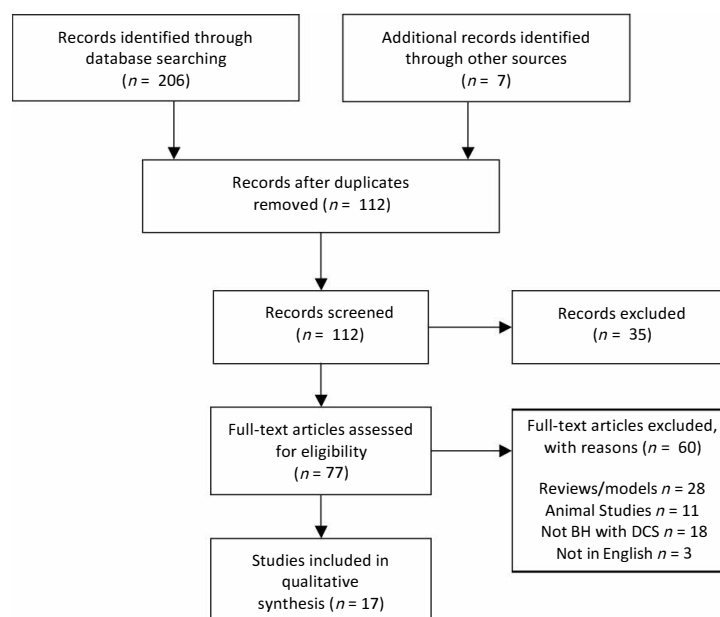 Records identified through
database searching
(n = 206)
Additional records identified
through other sources
(n = 7)
Records after duplicates
removed (n = 112)
Records screened
(n = 112)
Records excluded
(n = 35)
Full-text articles assessed
for eligibility
(n = 77)
Full-text articles excluded,
with reasons (n = 60)
Reviews/models n = 28
Animal Studies n = 11
Not BH with DCS n = 18
Not in English n = 3
Studies included in
qualitative
synthesis (n = 17)